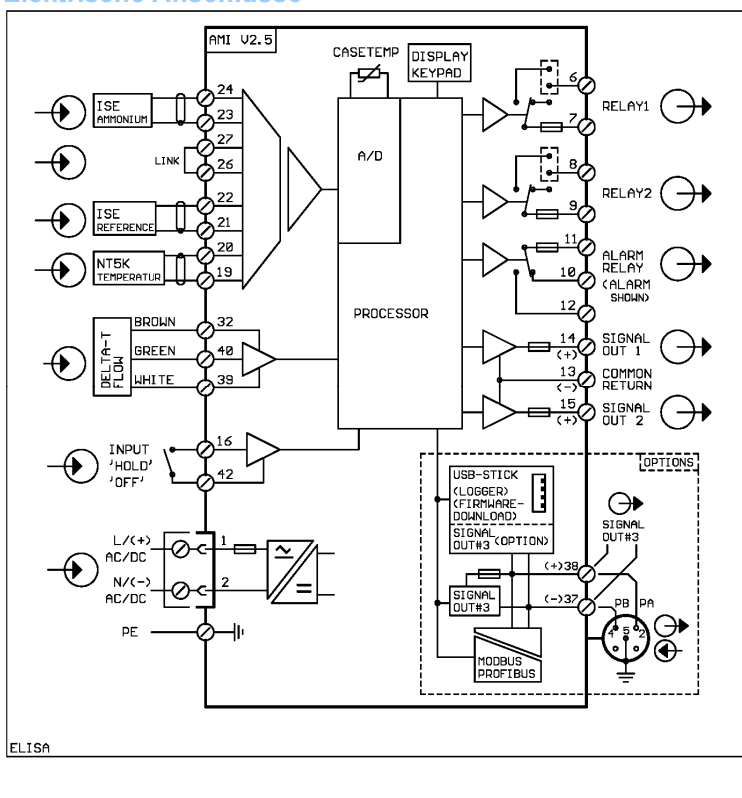 Elektrische Anschlüsse
AMI V2.5
CASETEMP
DISPLAY
KEYPAD
A/D
PROCESSOR
ISE
AMMONIUM
24
23
27
LINK
26
ISE
REFERENCE
22
21
NT5K
TEMPERATUR
20
19
DELTA-T
FLOW
BROWN
32
GREEN
40
WHITE
39
INPUT
'HOLD'
'OFF'
16
42
L/(+)
AC/DC
1
N/(-)
AC/DC
2
PE
6
RELAY1
7
8
RELAY2
9
11
ALARM
RELAY
10
(ALARM
SHOWN)
12
14
(+)
SIGNAL
OUT 1
13
(-)
COMMON
RETURN
15
(+)
SIGNAL
OUT 2
OPTIONS
USB-STICK
(LOGGER)
(FIRMWARE-
DOWNLOAD)
SIGNAL
OUT#3 (OPTION)
SIGNAL
OUT#3
(+)38
SIGNAL
OUT#3
(-)37
PB PA
4 5 2
MODBUS
PROFIBUS
ELISA